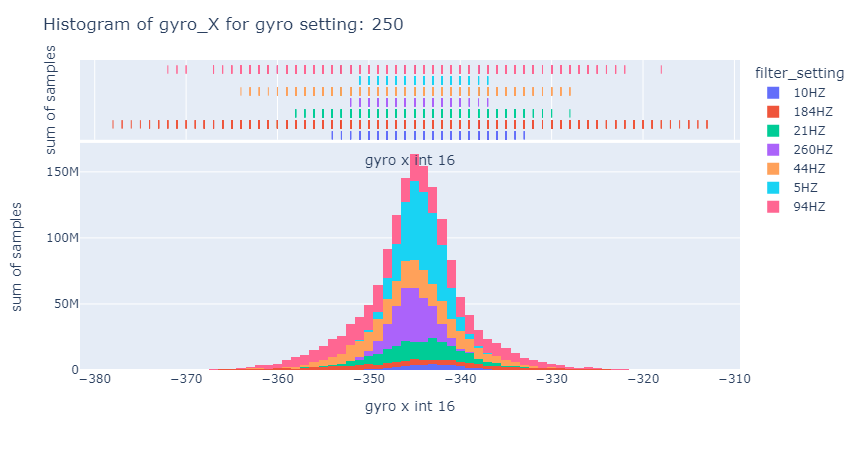 Histogram of gyro_X for gyro setting: 250
sum of samples
gyro x int 16
sum of samples
150M
100M
50M
0
−380
−370
−360
−350
−340
−330
−320
−310
gyro x int 16
filter_setting
10HZ
184HZ
21HZ
260HZ
44HZ
5HZ
94HZ